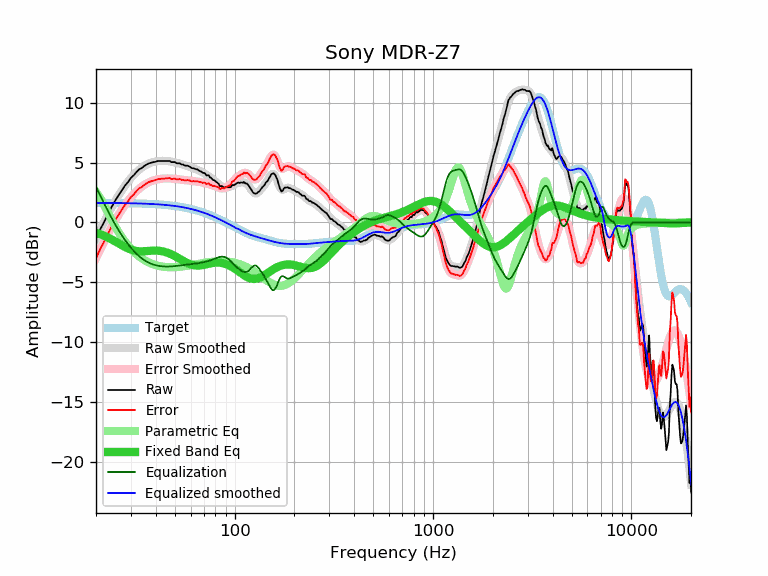 Sony MDR-Z7
Amplitude (dBr)
10
5
0
−5
−10
−15
−20
Target
Raw Smoothed
Error Smoothed
Raw
Error
Parametric Eq
Fixed Band Eq
Equalization
Equalized smoothed
100
1000
10000
Frequency (Hz)